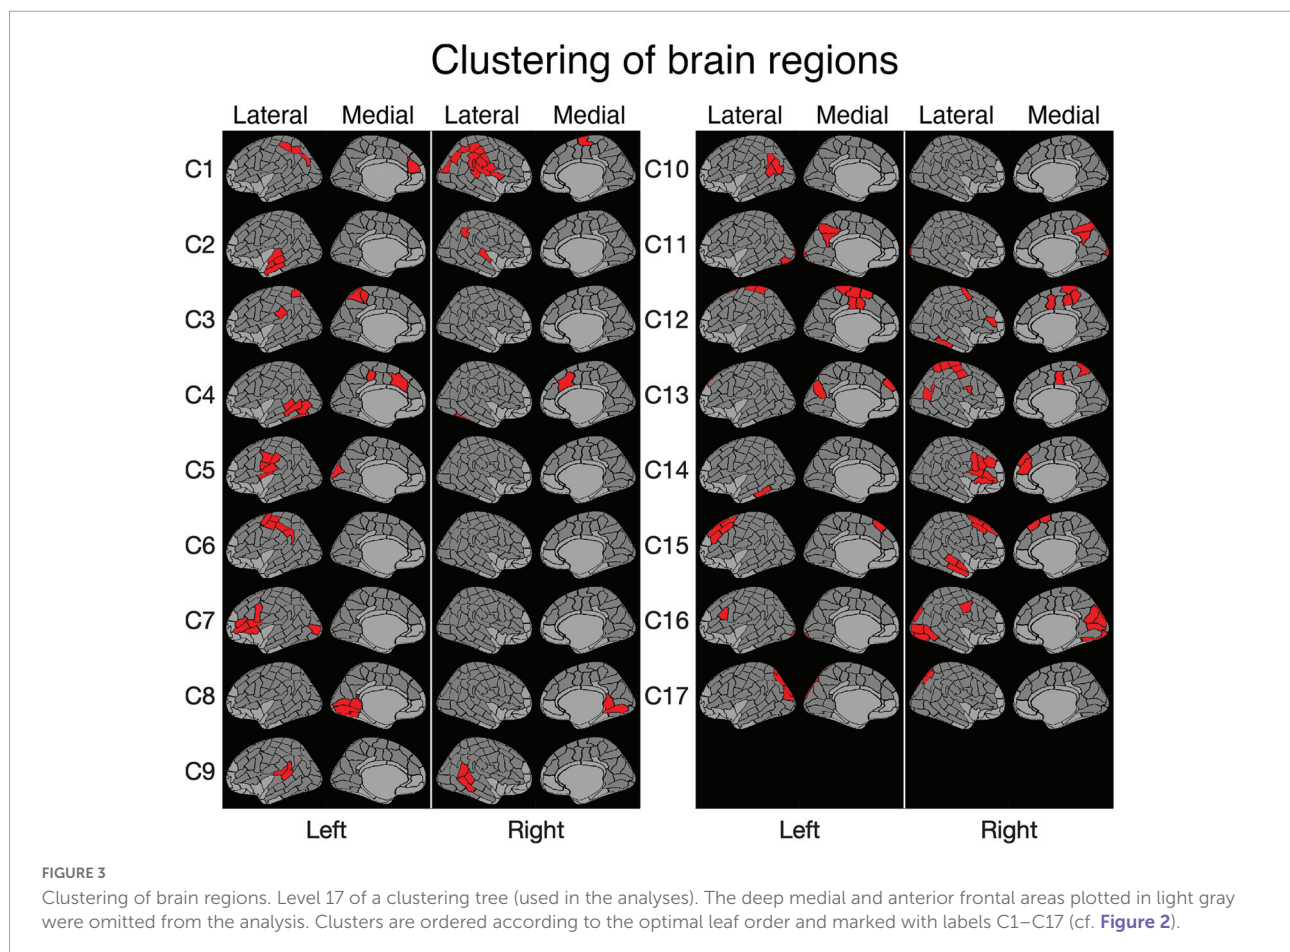 Clustering of brain regions
Lateral Medial Lateral Medial Lateral Medial Lateral Medial
C1 C10
C2 C11
C3 C12
C4 C13
C5 C14
C6 C15
C7 C16
C8 C17
C9
Left Right Left Right
FIGURE 3
Clustering of brain regions. Level 17 of a clustering tree (used in the analyses). The deep medial and anterior frontal areas plotted in light gray
were omitted from the analysis. Clusters are ordered according to the optimal leaf order and marked with labels C1–C17 (cf. Figure 2).